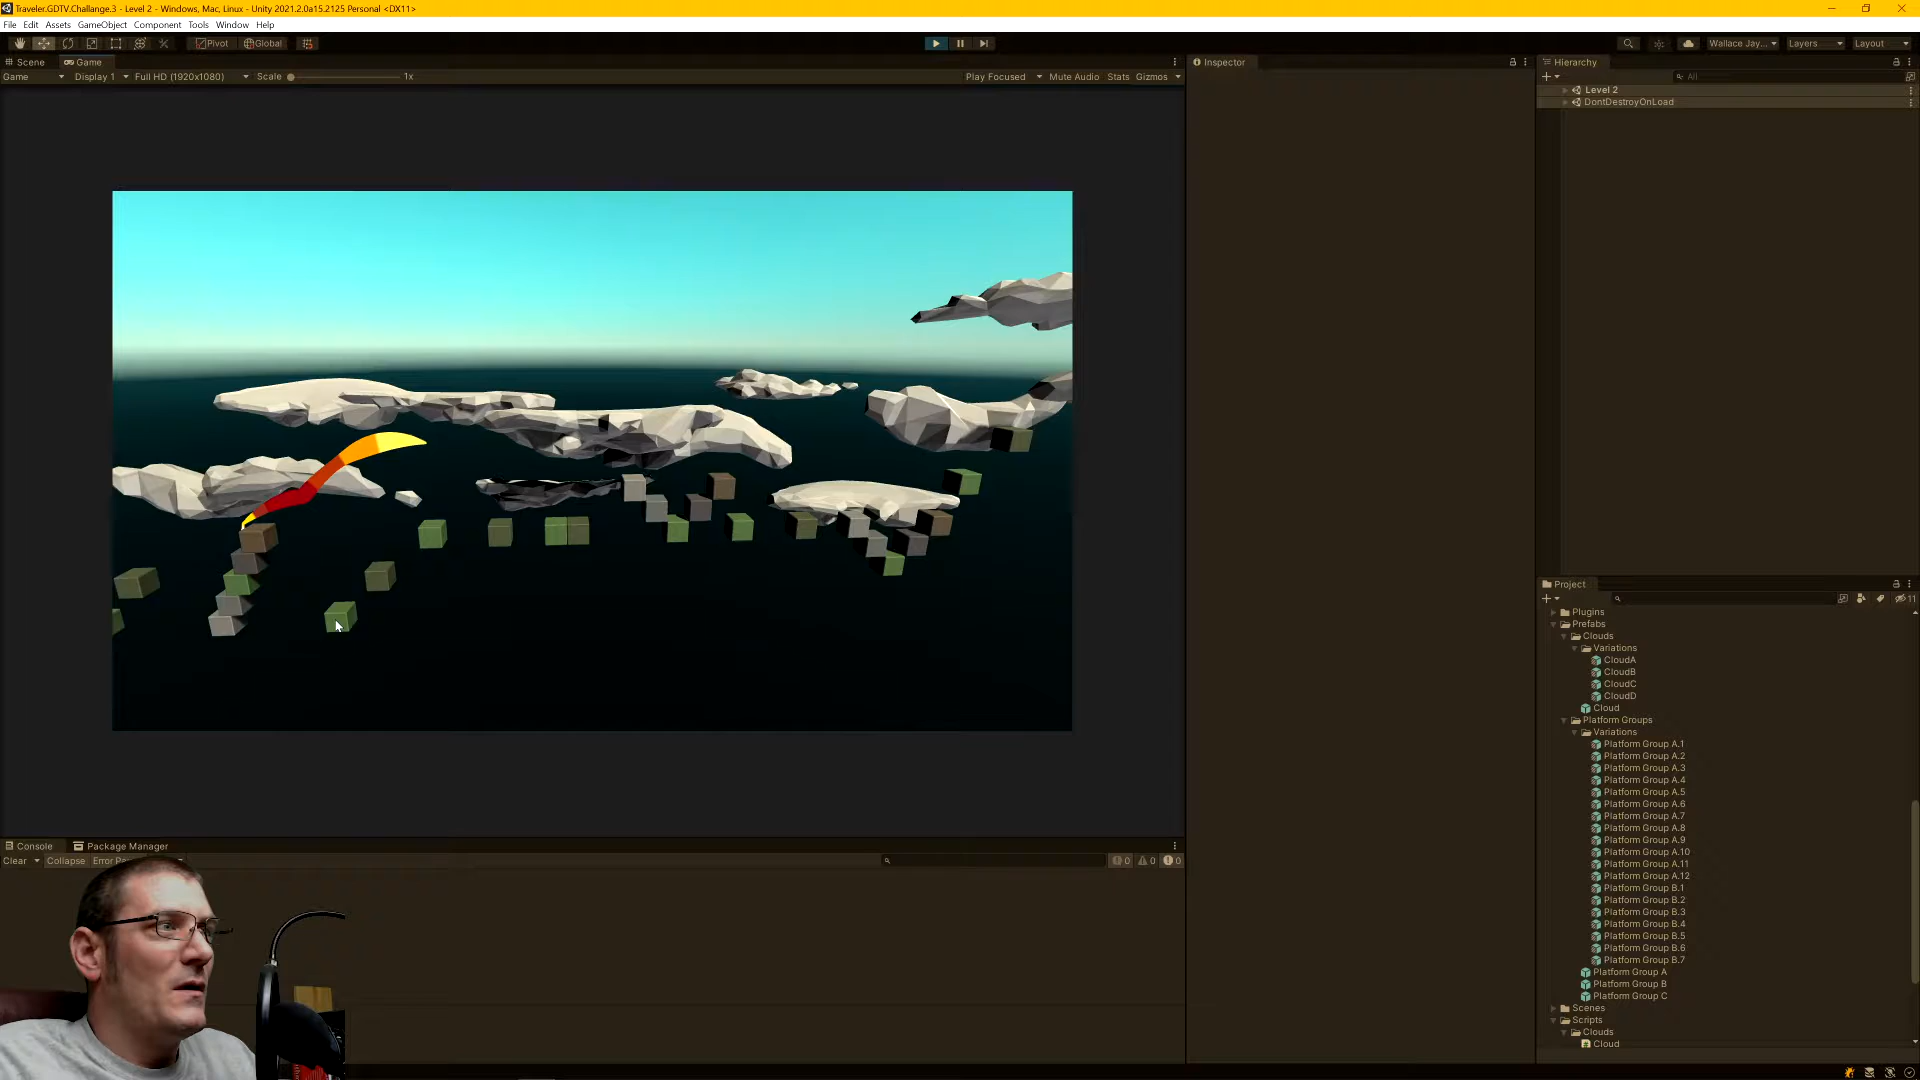 Traveler.GDTV.Challange.3 - Level 2 - Windows, Mac, Linux - Unity 2021.2.0a15.2125 Personal <DX11>
File Edit Assets GameObject Component Tools Window Help
Pivot Global Wallace Jay... Layers Layout
Scene Game Inspector Hierarchy
Game Display 1 Full HD (1920x1080) Scale 1x Play Focused Mute Audio Stats Gizmos All
Level 2
DontDestroyOnLoad
Project
11
Plugins
Prefabs
Clouds
Variations
CloudA
CloudB
CloudC
CloudD
Cloud
Platform Groups
Variations
Platform Group A.1
Platform Group A.2
Platform Group A.3
Platform Group A.4
Platform Group A.5
Platform Group A.6
Platform Group A.7
Platform Group A.8
Platform Group A.9
Platform Group A.10
Platform Group A.11
Platform Group A.12
Platform Group B.1
Platform Group B.2
Platform Group B.3
Platform Group B.4
Platform Group B.5
Platform Group B.6
Platform Group B.7
Platform Group A
Platform Group B
Platform Group C
Scenes
Scripts
Clouds
Cloud
Console Package Manager
Clear Collapse Error 0 0 0